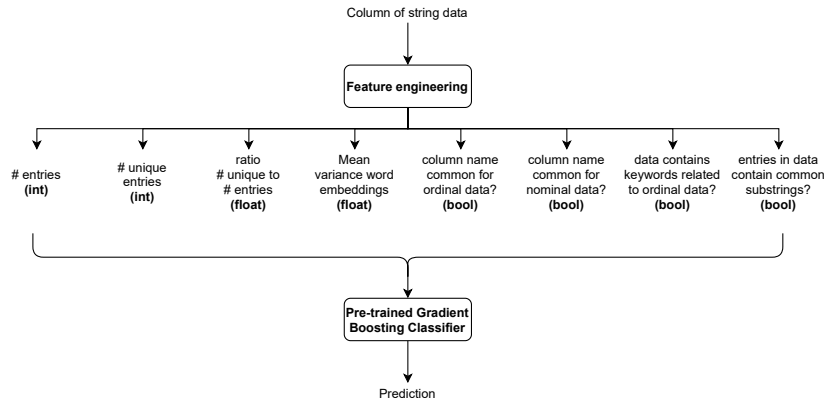 Column of string data
Feature engineering
# entries
(int)
# unique
entries
(int)
ratio
# unique to
# entries
(float)
Mean
variance word
embeddings
(float)
column name
common for
ordinal data?
(bool)
column name
common for
nominal data?
(bool)
data contains
keywords related
to ordinal data?
(bool)
entries in data
contain common
substrings?
(bool)
Pre-trained Gradient
Boosting Classifier
Prediction